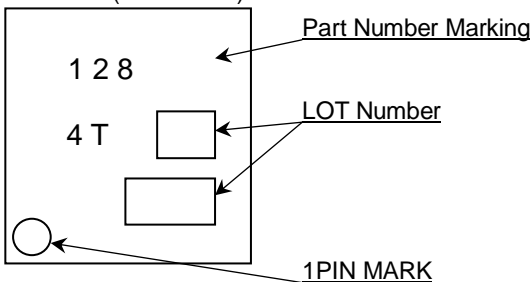 Part Number Marking
1 2 8
LOT Number
4 T
1PIN MARK